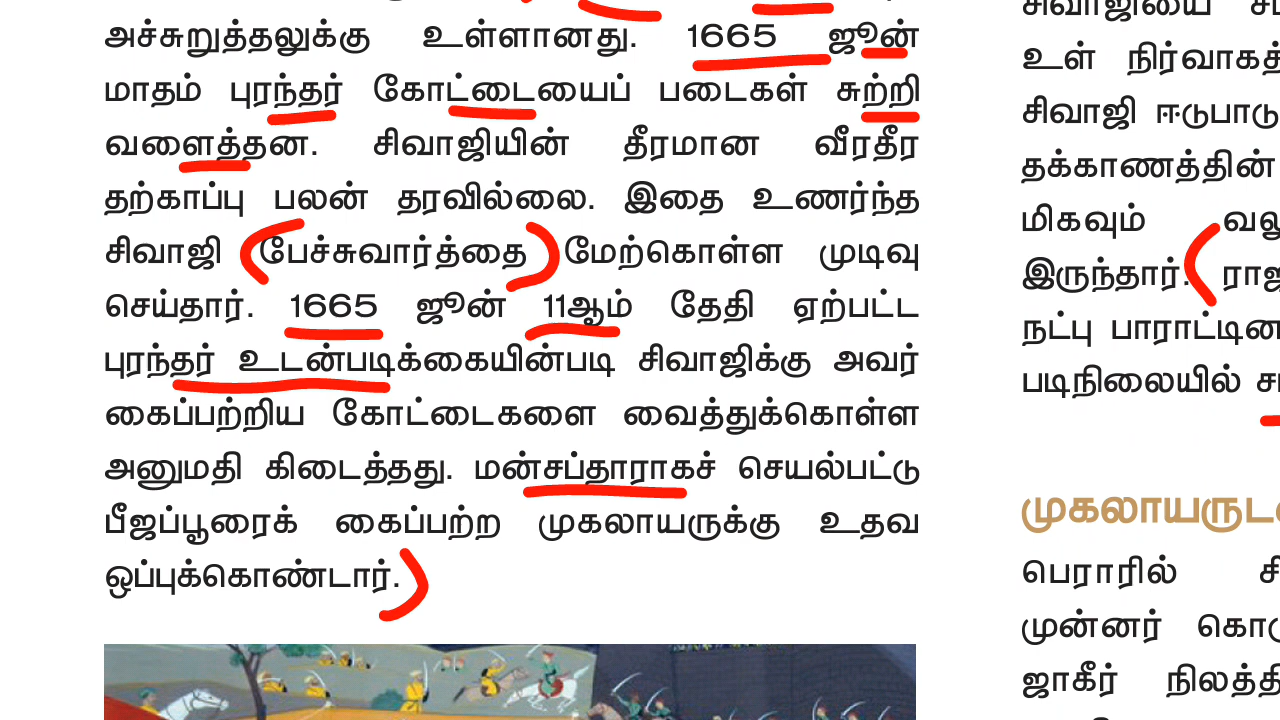 அச்சுறுத்தலுக்கு உள்ளானது. 1665 ஜூன்
மாதம் புரந்தர் கோட்டையைப் படைகள் சுற்றி
வளைத்தன. சிவாஜியின் தீரமான வீரதீர
தற்காப்பு பலன் தரவில்லை. இதை உணர்ந்த
சிவாஜி பேச்சுவார்த்தை மேற்கொள்ள முடிவு
செய்தார். 1665 ஜூன் 11ஆம் தேதி ஏற்பட்ட
புரந்தர் உடன்படிக்கையின்படி சிவாஜிக்கு அவர்
கைப்பற்றிய கோட்டைகளை வைத்துக்கொள்ள
அனுமதி கிடைத்தது. மன்சப்தாராகச் செயல்பட்டு
பீஜப்பூரைக் கைப்பற்ற முகலாயருக்கு உதவ
ஒப்புக்கொண்டார்.
சிவாஜியை
உள் நிர்வாகத்
சிவாஜி ஈடுபாடு
தக்காணத்தின்
மிகவும்
இருந்தார்.
நட்பு
படிநிலையில்
பெராரில்
முன்னர்
ஜாகீர்